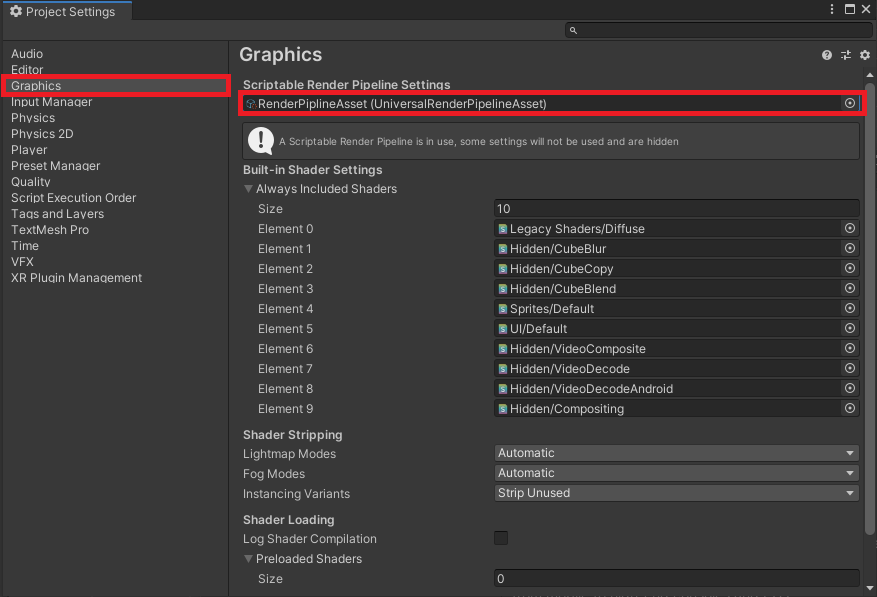 Project Settings
Audio
Editor
Graphics
Input Manager
Physics
Physics 2D
Player
Preset Manager
Quality
Script Execution Order
Tags and Layers
TextMesh Pro
Time
VFX
XR Plugin Management
Graphics
Scriptable Render Pipeline Settings
RenderPiplineAsset (UniversalRenderPipelineAsset)
A Scriptable Render Pipeline is in use, some settings will not be used and are hidden
Built-in Shader Settings
Always Included Shaders
Size 10
Element 0 Legacy Shaders/Diffuse
Element 1 Hidden/CubeBlur
Element 2 Hidden/CubeCopy
Element 3 Hidden/CubeBlend
Element 4 Sprites/Default
Element 5 UI/Default
Element 6 Hidden/VideoComposite
Element 7 Hidden/VideoDecode
Element 8 Hidden/VideoDecodeAndroid
Element 9 Hidden/Compositing
Shader Stripping
Lightmap Modes Automatic
Fog Modes Automatic
Instancing Variants Strip Unused
Shader Loading
Log Shader Compilation
Preloaded Shaders
Size 0